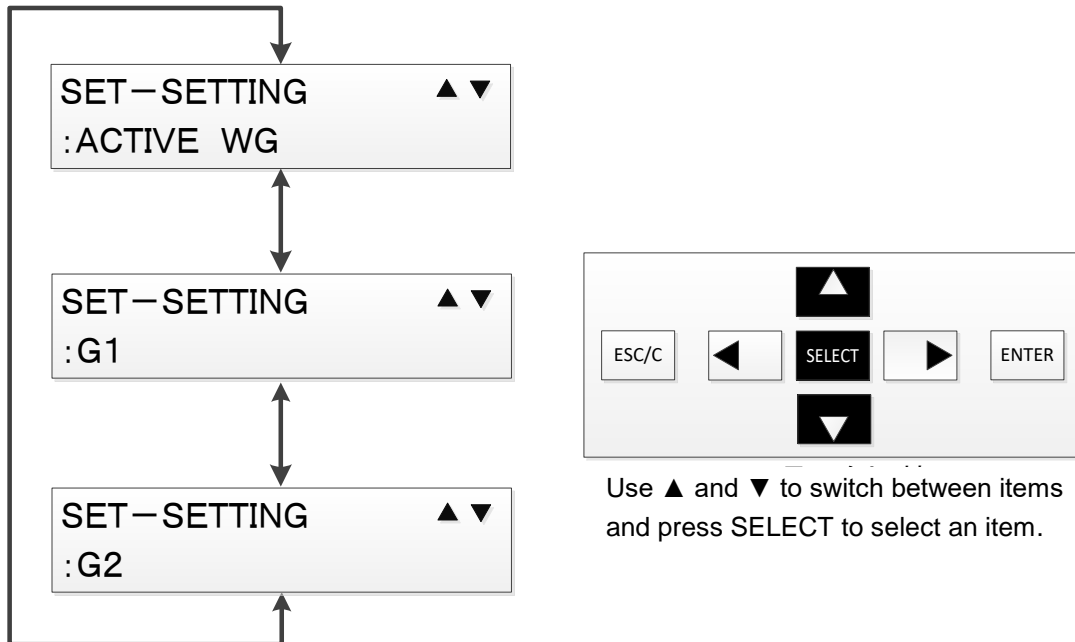 SET－SETTING ▲ ▼
:ACTIVE WG
SET－SETTING ▲ ▼
:G1
SET－SETTING ▲ ▼
:G2
ESC/C
SELECT
ENTER
Use ▲ and ▼ to switch between items
and press SELECT to select an item.